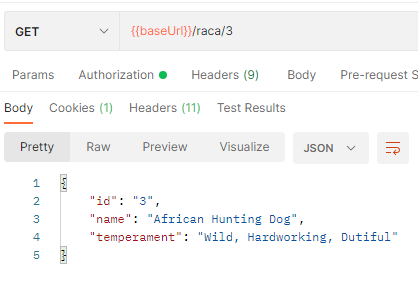 GET {{baseUrl}}/raca/3
Params Authorization Headers (9) Body Pre-request S
Body Cookies (1) Headers (11) Test Results
Pretty Raw Preview Visualize JSON
1 {
2 "id": "3",
3 "name": "African Hunting Dog",
4 "temperament": "Wild, Hardworking, Dutiful"
5 }